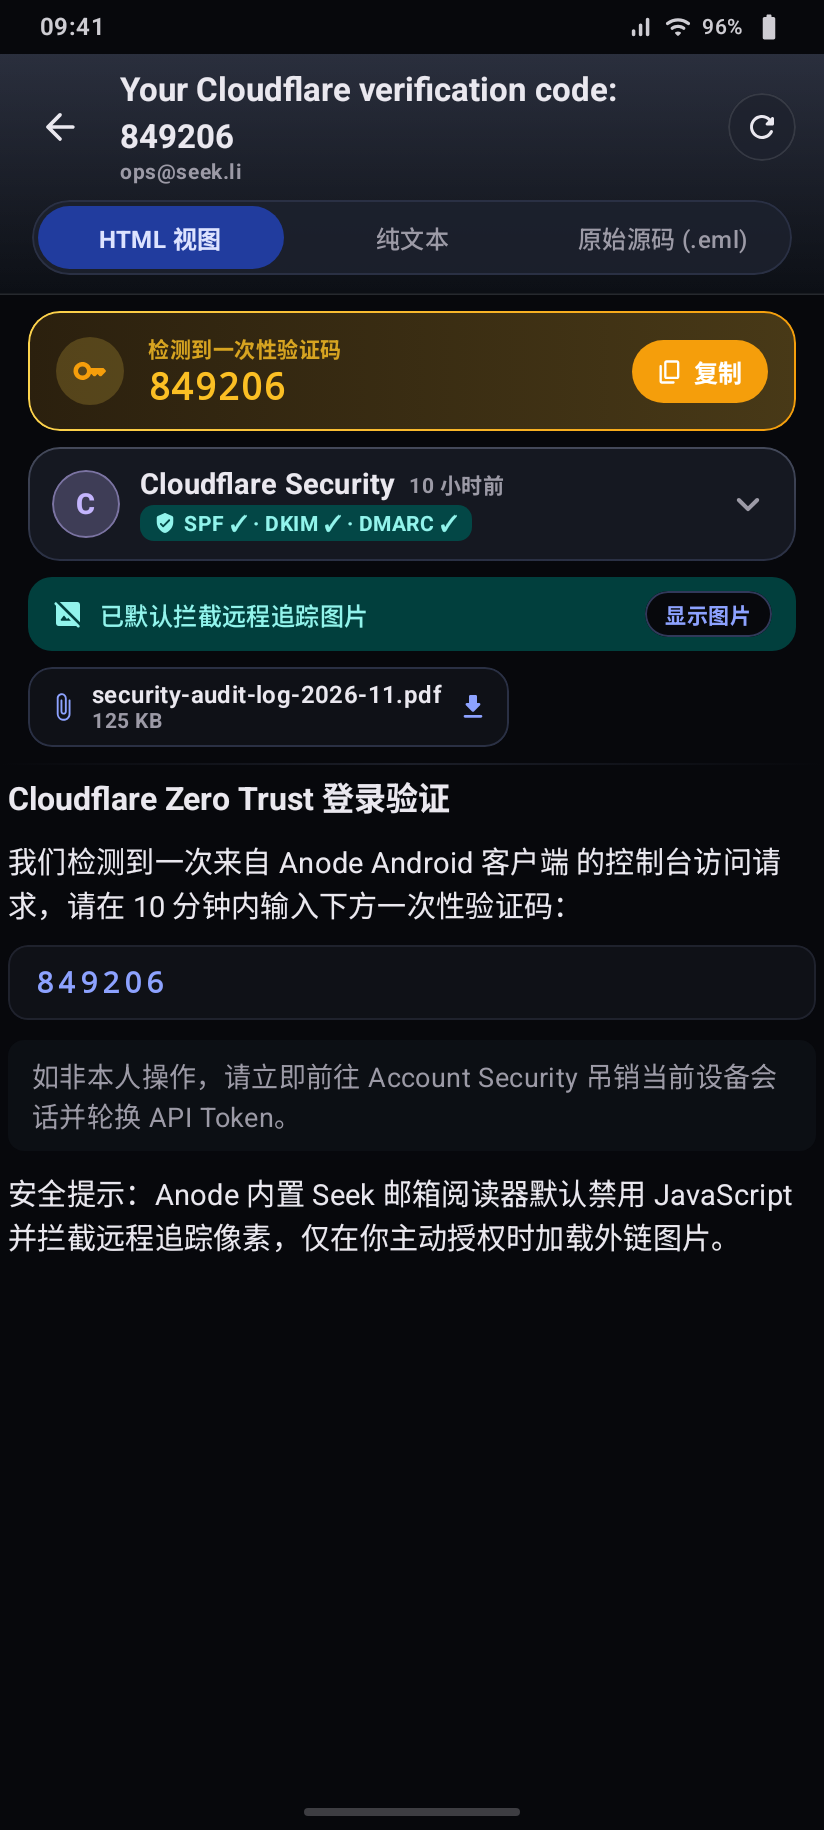 09:41
96%
Your Cloudflare verification code:
849206
ops@seek.li
HTML 视图
纯文本
原始源码 (.eml)
检测到一次性验证码
849206
复制
C
Cloudflare Security 10 小时前
SPF ✓ · DKIM ✓ · DMARC ✓
已默认拦截远程追踪图片
显示图片
security-audit-log-2026-11.pdf
125 KB
Cloudflare Zero Trust 登录验证
我们检测到一次来自 Anode Android 客户端 的控制台访问请
求，请在 10 分钟内输入下方一次性验证码：
849206
如非本人操作，请立即前往 Account Security 吊销当前设备会
话并轮换 API Token。
安全提示：Anode 内置 Seek 邮箱阅读器默认禁用 JavaScript
并拦截远程追踪像素，仅在你主动授权时加载外链图片。